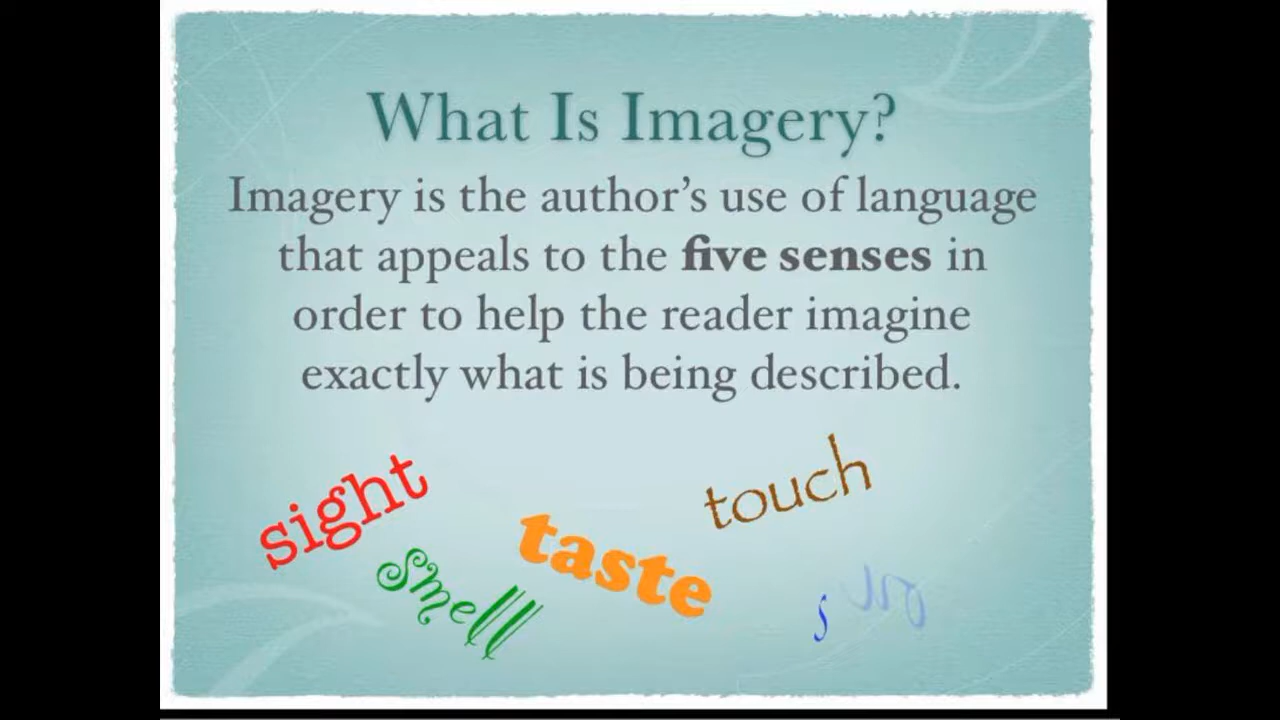 What Is Imagery?
Imagery is the author's use of language
that appeals to the five senses in
order to help the reader imagine
exactly what is being described.
sight
smell
taste
touch